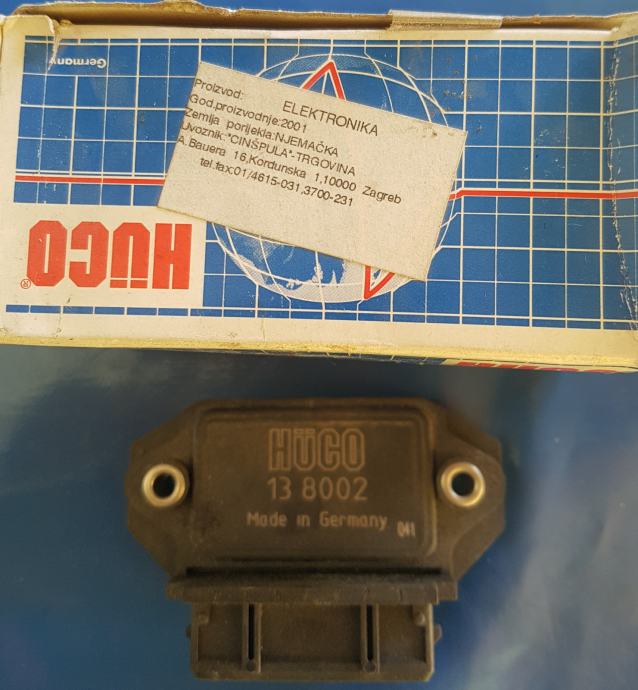 Germany
Proizvod: ELEKTRONIKA
God.proizvodnje:2001
Zemlja porijekla:NJEMAČKA
Uvoznik:"CINŠPULA"-TRGOVINA
A.Bauera 16,Kordunska 1,10000 Zagreb
tel.fax:01/4615-031,3700-231
HÜCO®
HÜCO
HÜCO
13 8002
Made in Germany 041